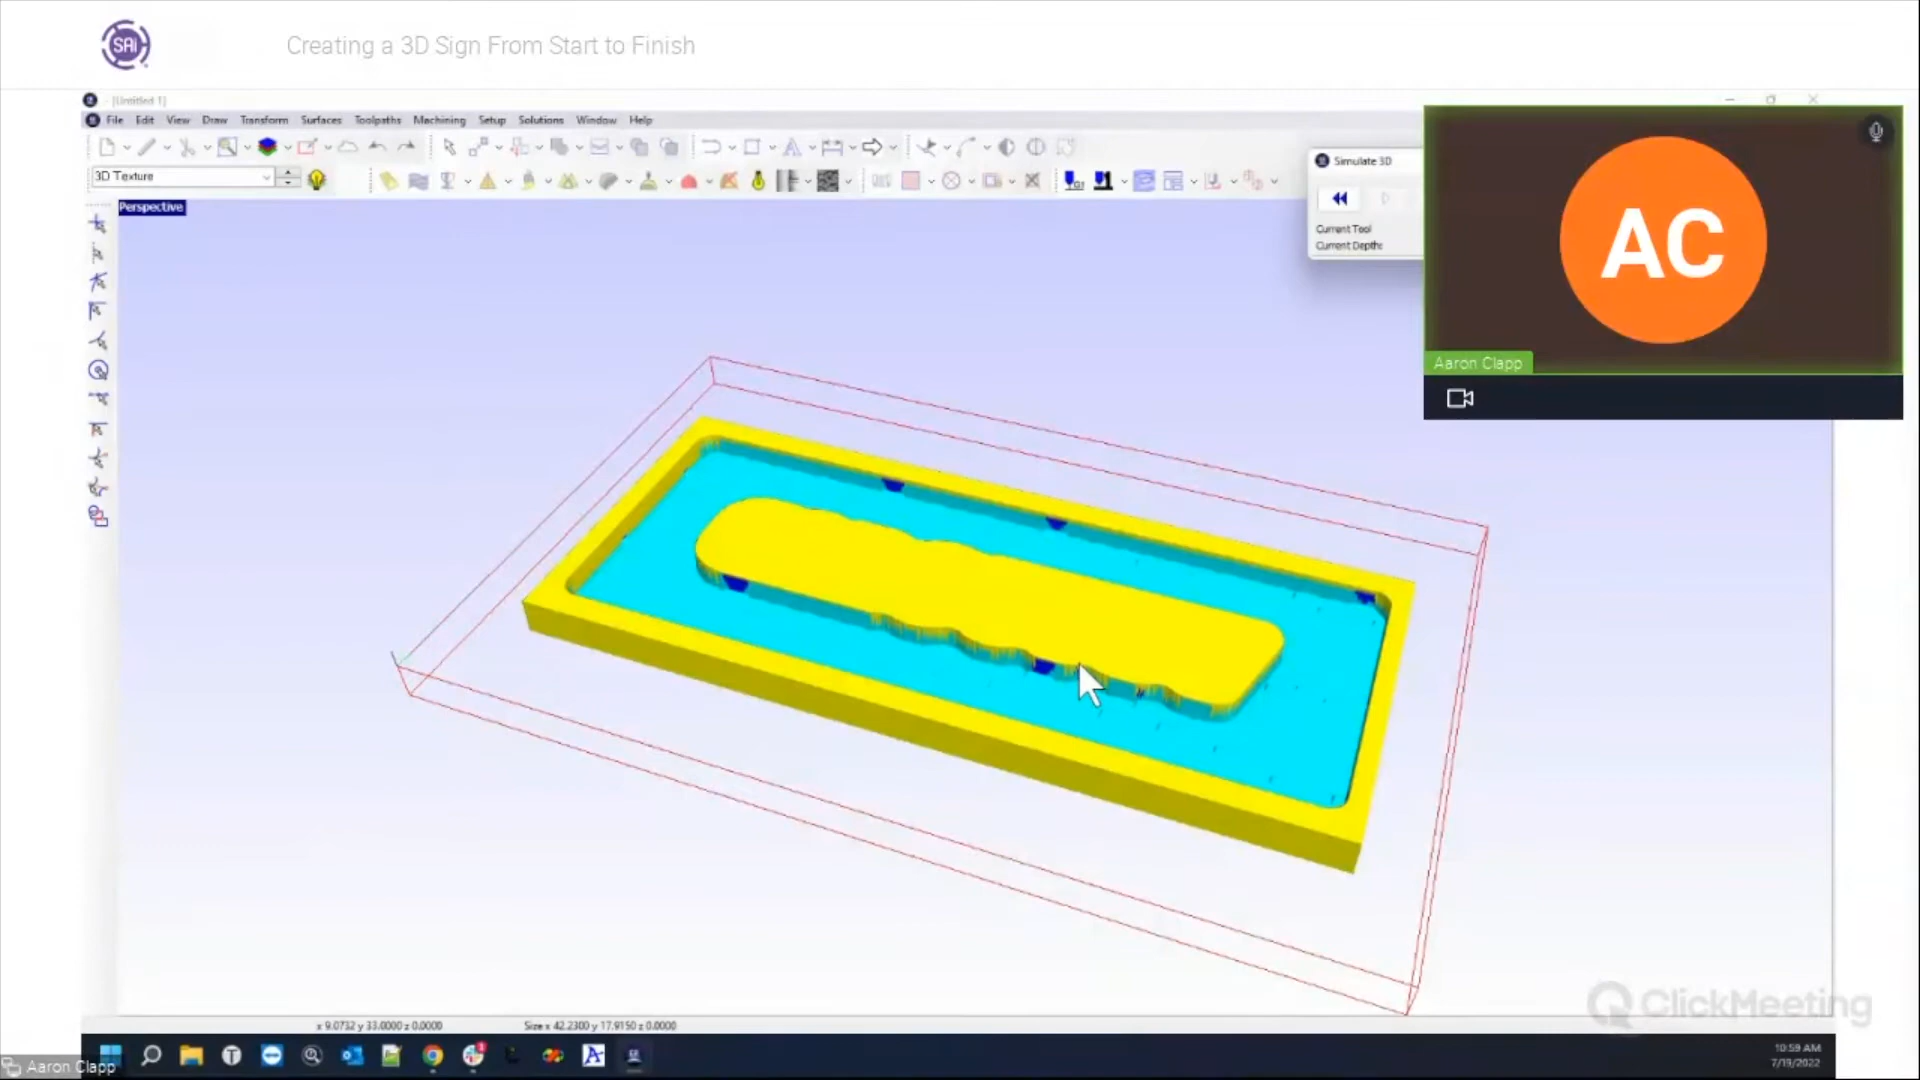 SAi
Creating a 3D Sign From Start to Finish
- [Untitled 1]
File Edit View Draw Transform Surfaces Toolpaths Machining Setup Solutions Window Help
3D Texture
Perspective
Simulate 3D
Current Tool
Current Depth:
AC
Aaron Clapp
x 9.0732 y 33.0000 z 0.0000
Size x 42.2300 y 17.9150 z 0.0000
ClickMeeting
10:59 AM
7/19/2022
Aaron Clapp